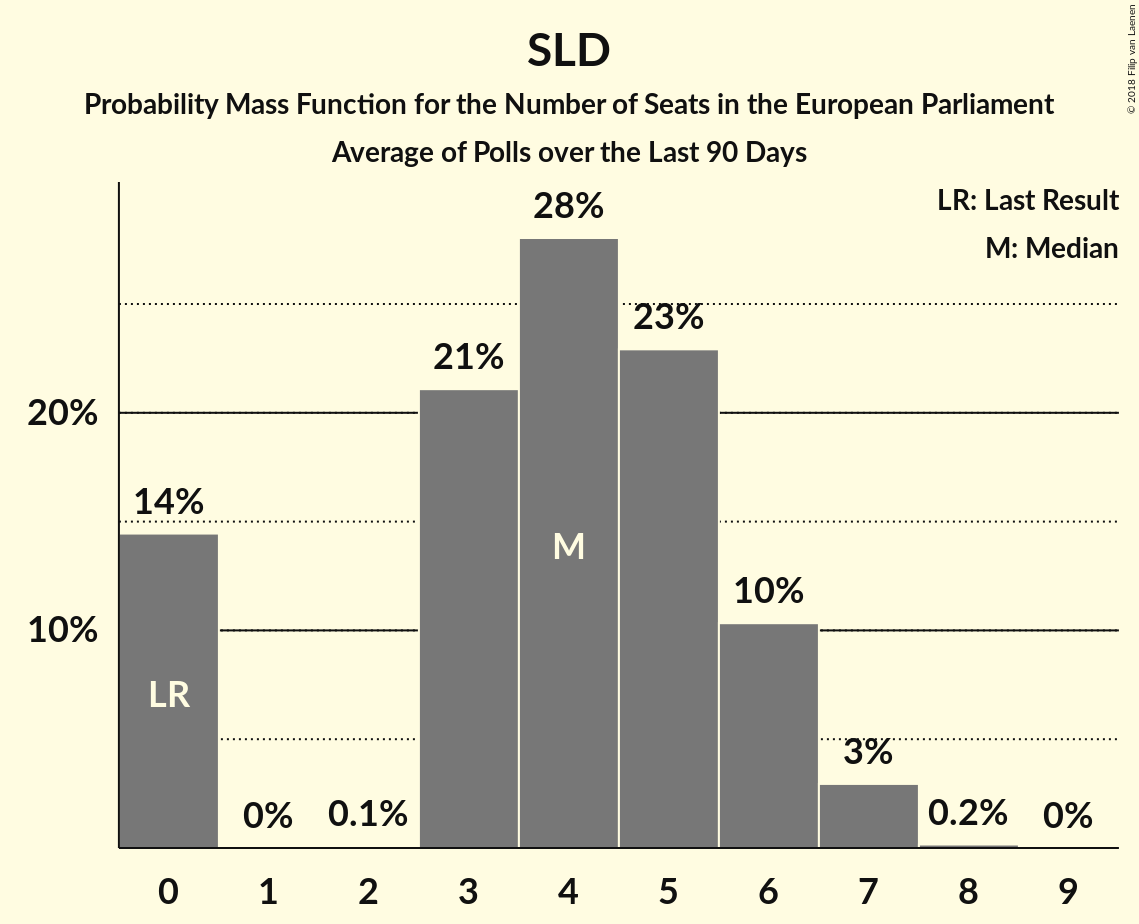 SLD
Probability Mass Function for the Number of Seats in the European Parliament
Average of Polls over the Last 90 Days
© 2018 Filip van Laenen
LR: Last Result
M: Median
28%
23%
21%
20%
14%
M
10%
10%
LR
3%
0%
0.1%
0.2%
0%
0 1 2 3 4 5 6 7 8 9